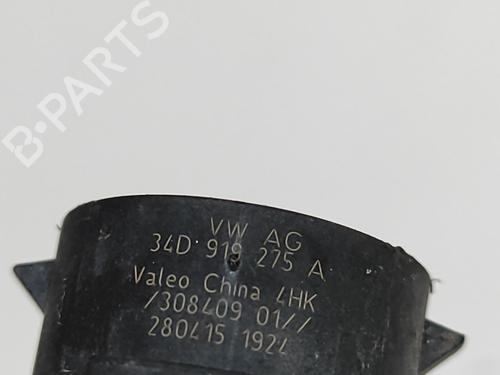 B-PARTS
VW AG
34D 919 275 A
Valeo China 4HK
/308409 01//
280415 1924